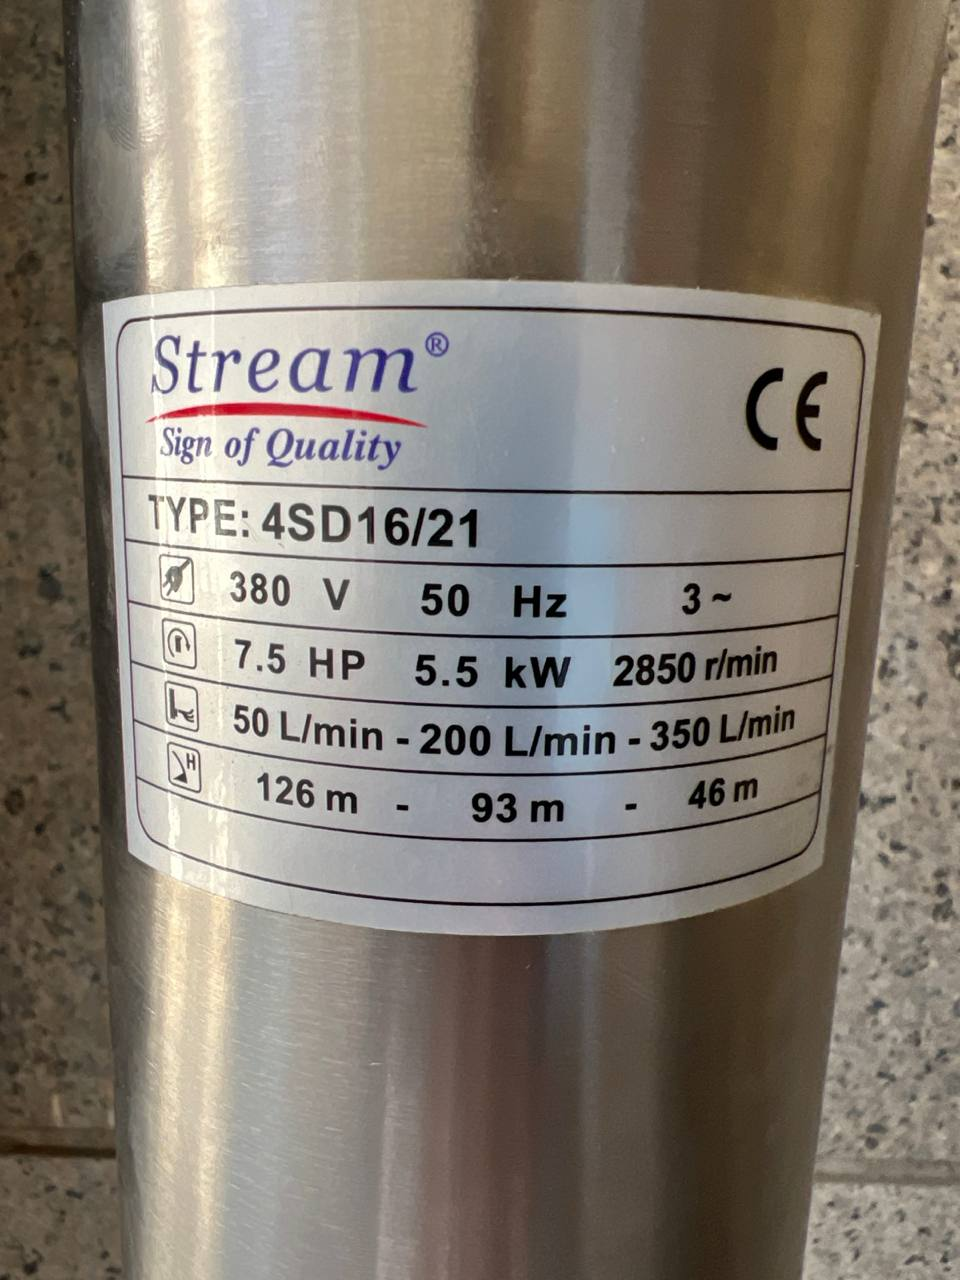 Stream®
Sign of Quality
CE
TYPE: 4SD16/21
380 V 50 Hz 3 ~
7.5 HP 5.5 kW 2850 r/min
50 L/min - 200 L/min - 350 L/min
H
126 m - 93 m - 46 m